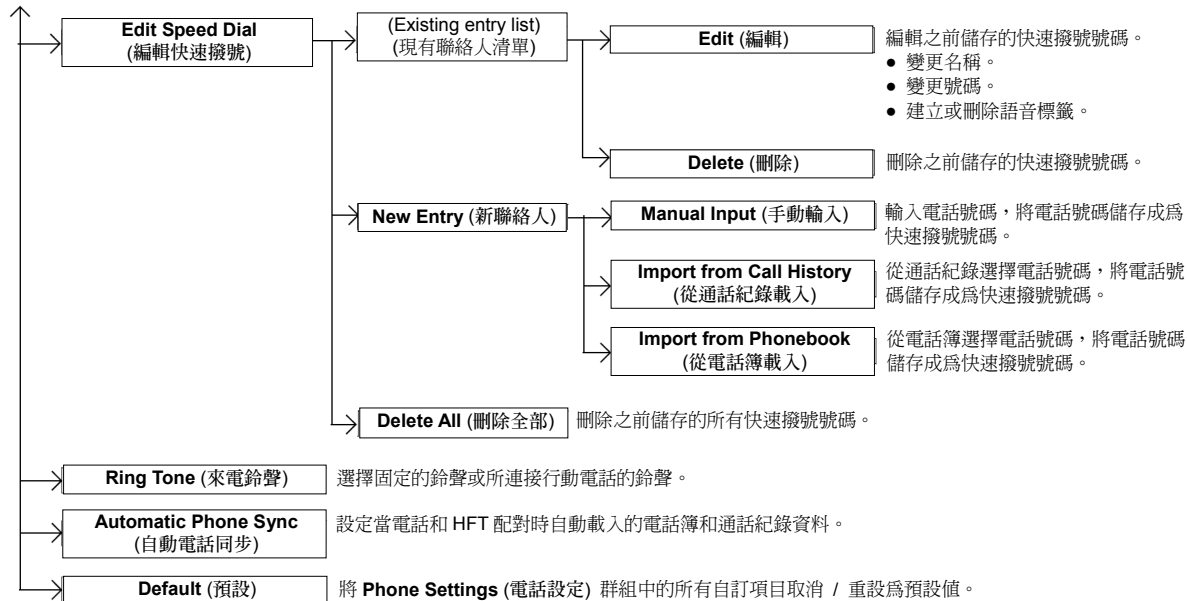 Edit Speed Dial
(編輯快速撥號)
(Existing entry list)
(現有聯絡人清單)
Edit (編輯)
編輯之前儲存的快速撥號號碼。
● 變更名稱。
● 變更號碼。
● 建立或刪除語音標籤。
Delete (刪除)
刪除之前儲存的快速撥號號碼。
New Entry (新聯絡人)
Manual Input (手動輸入)
輸入電話號碼，將電話號碼儲存成爲
快速撥號號碼。
Import from Call History
(從通話紀錄載入)
從通話紀錄選擇電話號碼，將電話號
碼儲存成爲快速撥號號碼。
Import from Phonebook
(從電話簿載入)
從電話簿選擇電話號碼，將電話號碼
儲存成爲快速撥號號碼。
Delete All (刪除全部)
刪除之前儲存的所有快速撥號號碼。
Ring Tone (來電鈴聲)
選擇固定的鈴聲或所連接行動電話的鈴聲。
Automatic Phone Sync
(自動電話同步)
設定當電話和 HFT 配對時自動載入的電話簿和通話紀錄資料。
Default (預設)
將 Phone Settings (電話設定) 群組中的所有自訂項目取消 / 重設爲預設值。